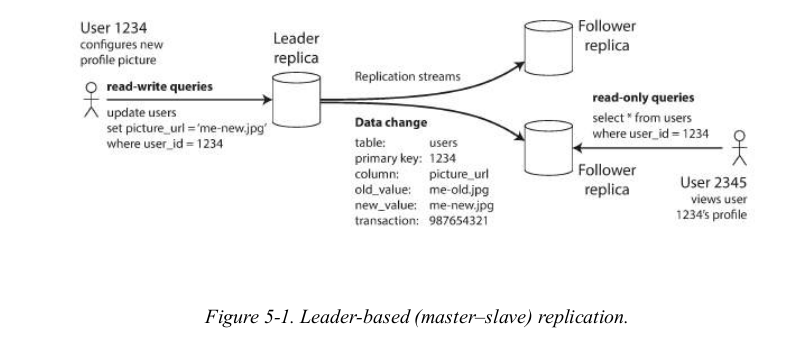 User 1234
configures new
profile picture
read-write queries
update users
set picture_url ='me-new.jpg'
where user_id = 1234
Leader
replica
Replication streams
Data change
table: users
primary key: 1234
column: picture_url
old_value: me-old.jpg
new_value: me-new.jpg
transaction: 987654321
Follower
replica
read-only queries
select * from users
where user_id = 1234
Follower
replica
User 2345
views user
1234's profile
Figure 5-1. Leader-based (master–slave) replication.